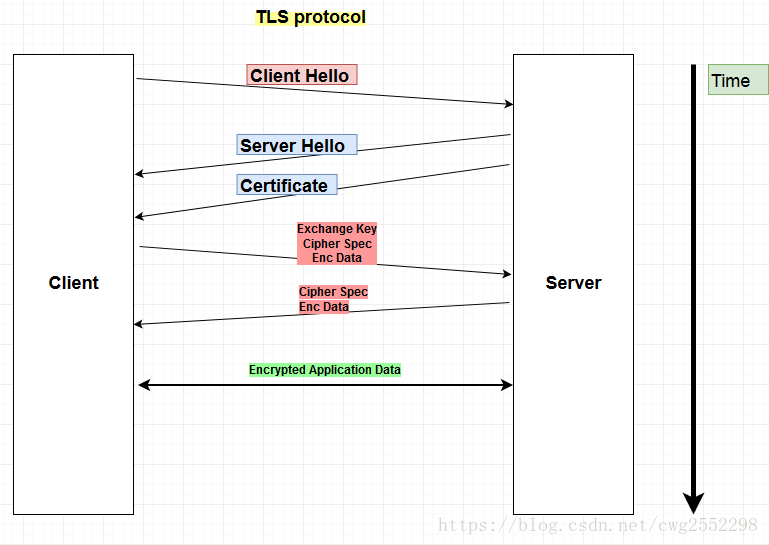 TLS protocol
Client Hello
Time
Server Hello
Certificate
Exchange Key
Cipher Spec
Enc Data
Client
Server
Cipher Spec
Enc Data
Encrypted Application Data
https://blog.csdn.net/cwg2552298